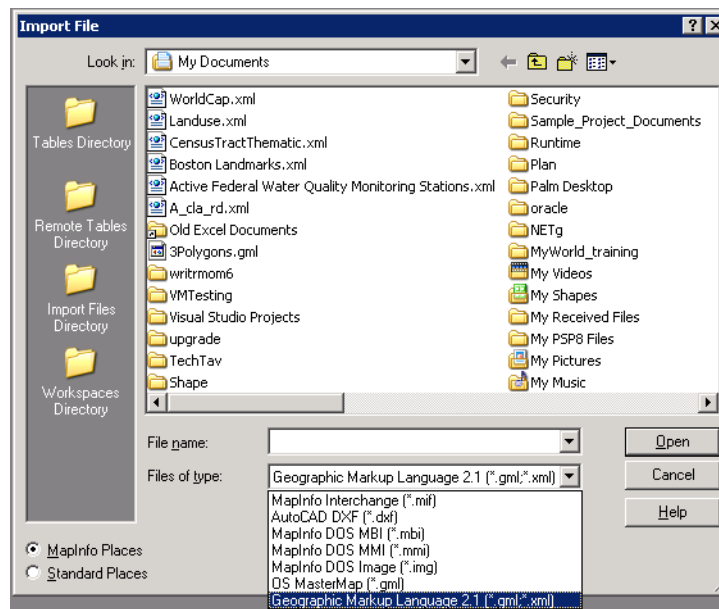 Import File
Look in:
My Documents
Tables Directory
Remote Tables
Directory
Import Files
Directory
Workspaces
Directory
WorldCap.xml
Landuse.xml
CensusTractThematic.xml
Boston Landmarks.xml
Active Federal Water Quality Monitoring Stations.xml
A_cla_rd.xml
Old Excel Documents
3Polygons.gml
writrmom6
VMTesting
Visual Studio Projects
upgrade
TechTav
Shape
Security
Sample_Project_Documents
Runtime
Plan
Palm Desktop
oracle
NETg
MyWorld_training
My Videos
My Shapes
My Received Files
My PSP8 Files
My Pictures
My Music
File name:
Open
Files of type:
Geographic Markup Language 2.1 (*.gml;*.xml)
Cancel
MapInfo Interchange (*.mif)
AutoCAD DXF (*.dxf)
MapInfo DOS MBI (*.mbi)
MapInfo DOS MMI (*.mmi)
MapInfo DOS Image (*.img)
OS MasterMap (*.gml)
Geographic Markup Language 2.1 (*.gml;*.xml)
Help
MapInfo Places
Standard Places